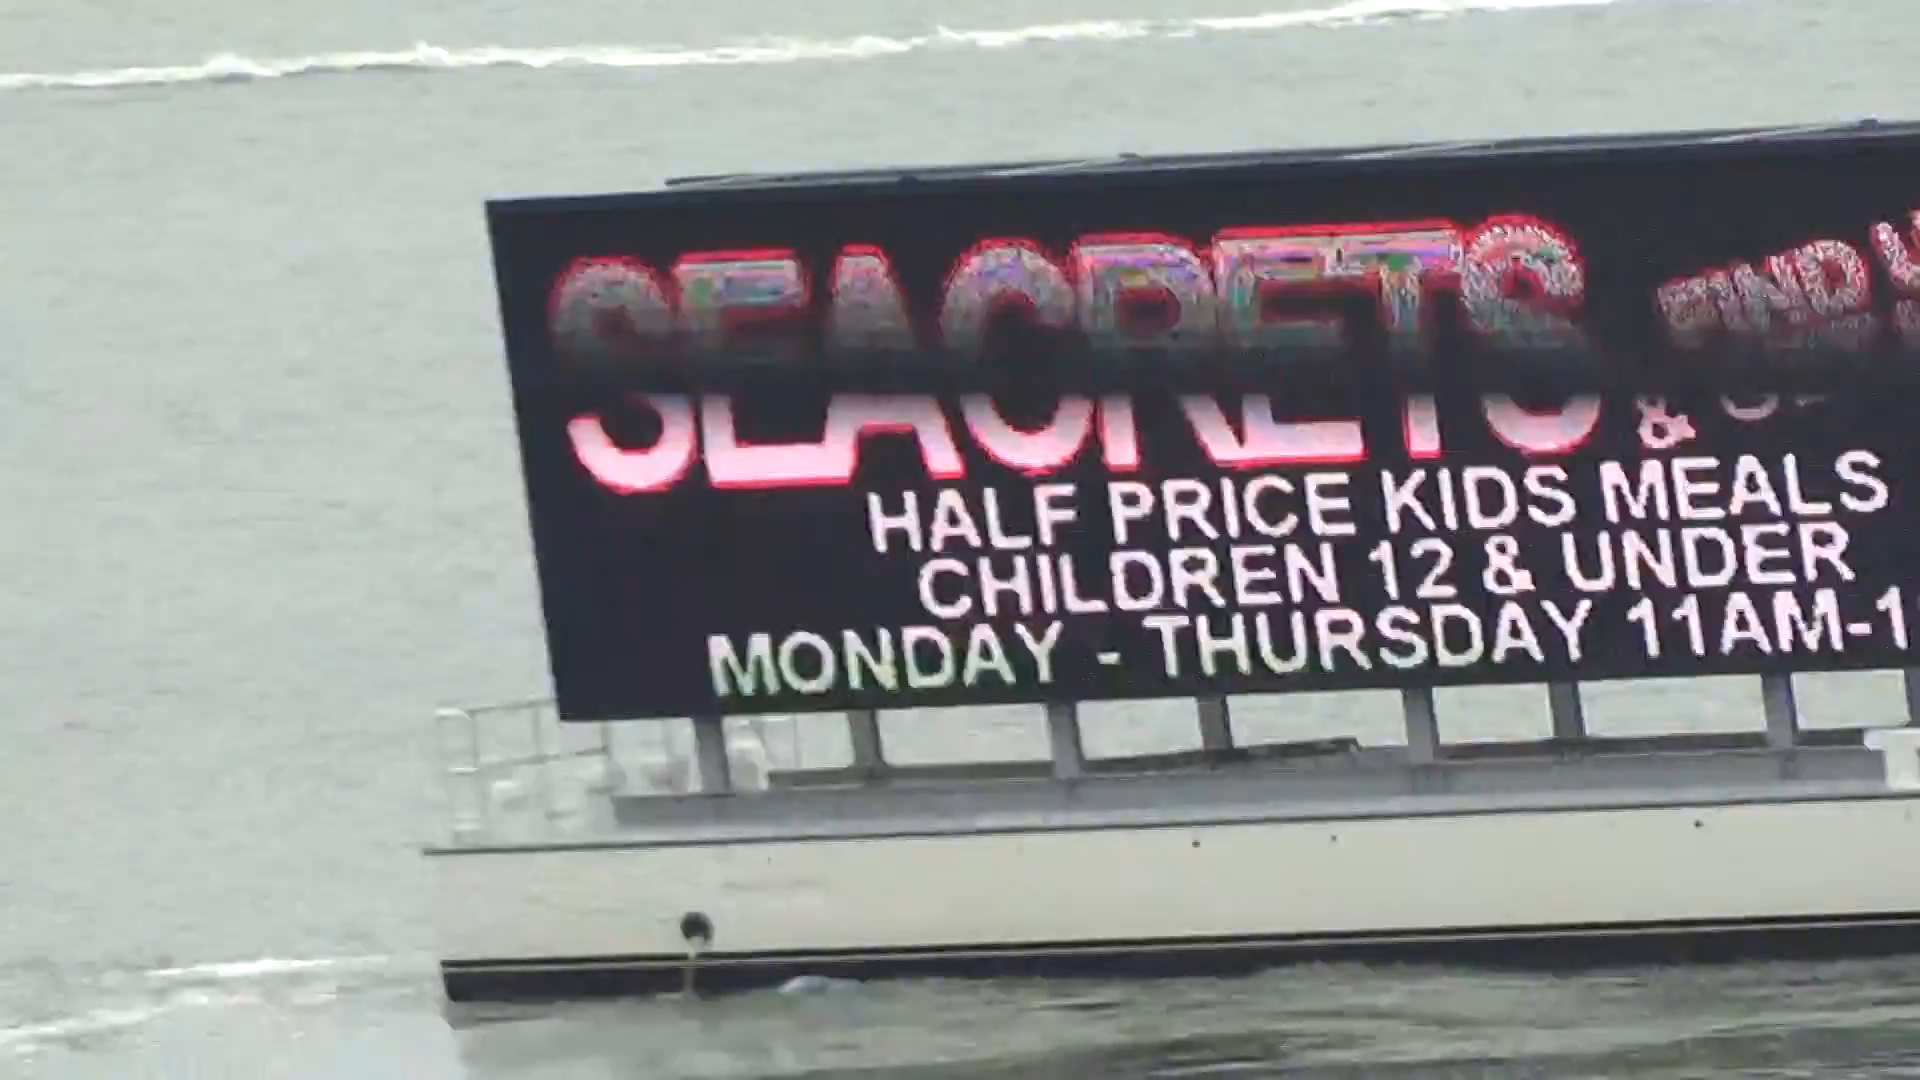 SEACRETS
&
HALF PRICE KIDS MEALS
CHILDREN 12 & UNDER
MONDAY - THURSDAY 11AM-1